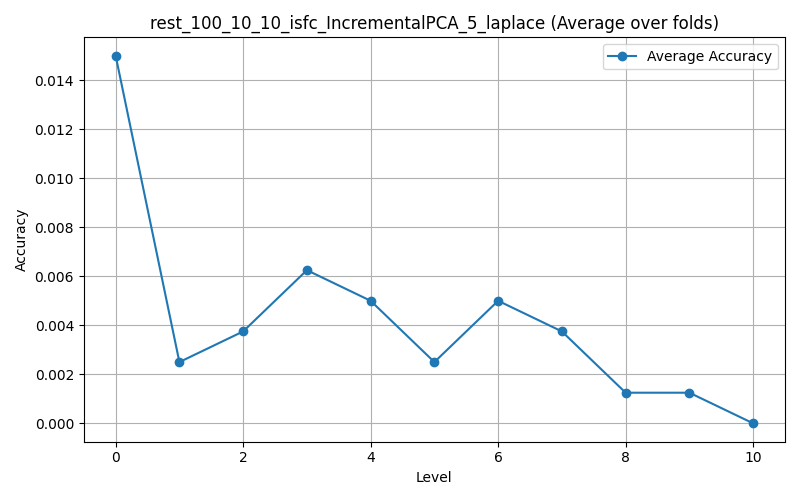 rest_100_10_10_isfc_IncrementalPCA_5_laplace (Average over folds)
Average Accuracy
0.014
0.012
0.010
0.008
0.006
0.004
0.002
0.000
Accuracy
0 2 4 6 8 10
Level